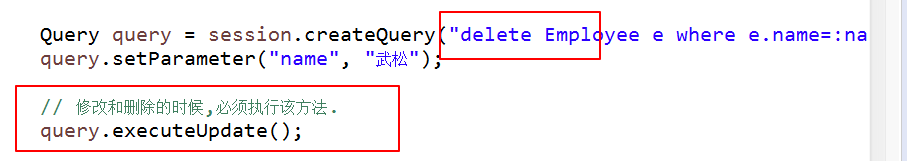 Query query = session.createQuery("delete Employee e where e.name=:na
query.setParameter("name", "武松");
// 修改和删除的时候,必须执行该方法.
query.executeUpdate();